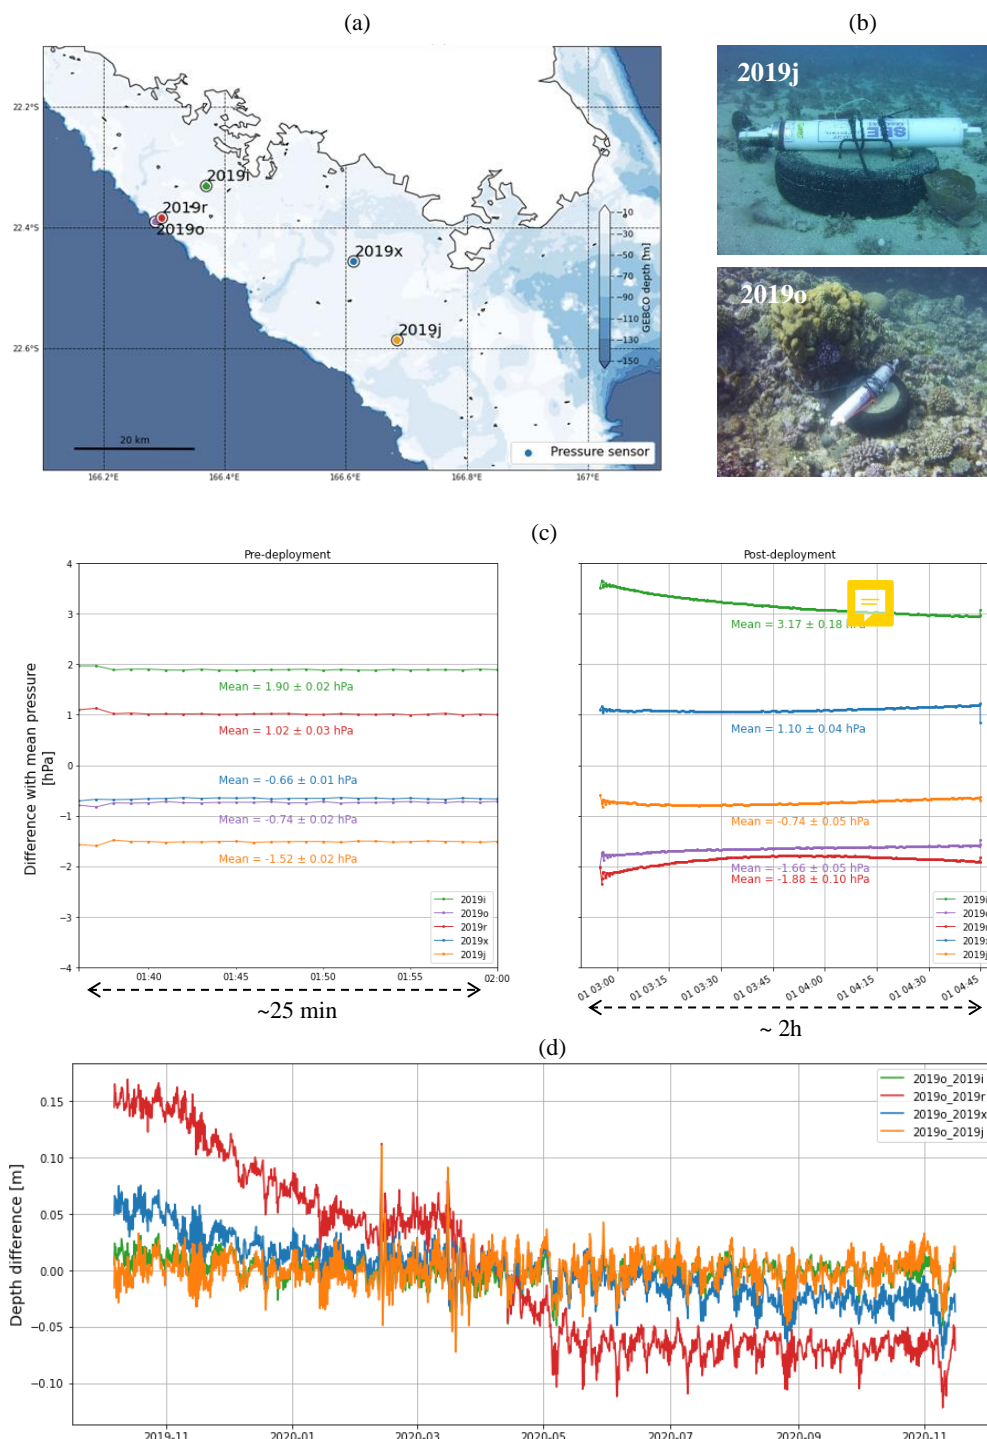 (a)
(b)
22.2°S
22.4°S
22.6°S
2019i
2019r
2019o
2019x
2019j
−10
−30
−50
−70
−90
−110
−130
−150
GEBCO depth [m]
20 km
Pressure sensor
166.2°E
166.4°E
166.6°E
166.8°E
167°E
2019j
SBE
2019o
(c)
Pre-deployment
Post-deployment
Difference with mean pressure
[hPa]
4
3
2
1
0
−1
−2
−3
−4
Mean = 1.90 ± 0.02 hPa
Mean = 1.02 ± 0.03 hPa
Mean = -0.66 ± 0.01 hPa
Mean = -0.74 ± 0.02 hPa
Mean = -1.52 ± 0.02 hPa
2019i
2019o
2019r
2019x
2019j
01:40
01:45
01:50
01:55
02:00
~25 min
Mean = 3.17 ± 0.18 hPa
Mean = 1.10 ± 0.04 hPa
Mean = -0.74 ± 0.05 hPa
Mean = -1.66 ± 0.05 hPa
Mean = -1.88 ± 0.10 hPa
2019i
2019o
2019r
2019x
2019j
01 03:00
01 03:15
01 03:30
01 03:45
01 04:00
01 04:15
01 04:30
01 04:45
~ 2h
(d)
Depth difference [m]
0.15
0.10
0.05
0.00
−0.05
−0.10
2019o_2019i
2019o_2019r
2019o_2019x
2019o_2019j
2019-11
2020-01
2020-03
2020-05
2020-07
2020-09
2020-11